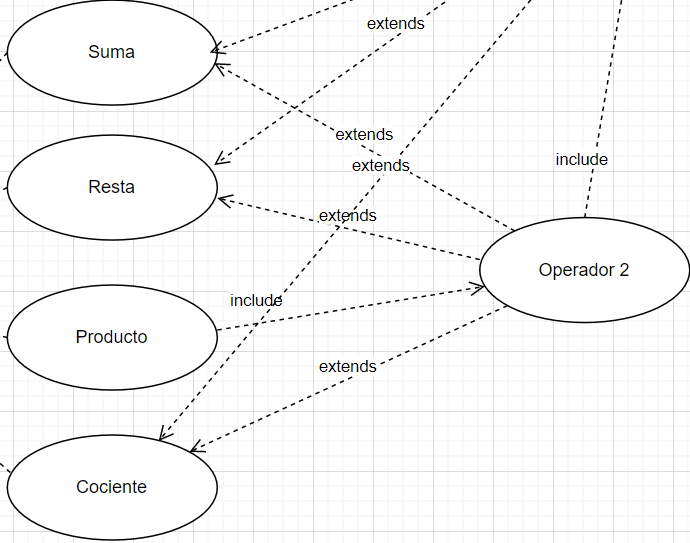 extends
Suma
extends
extends
include
Resta
extends
Operador 2
include
Producto
extends
Cociente